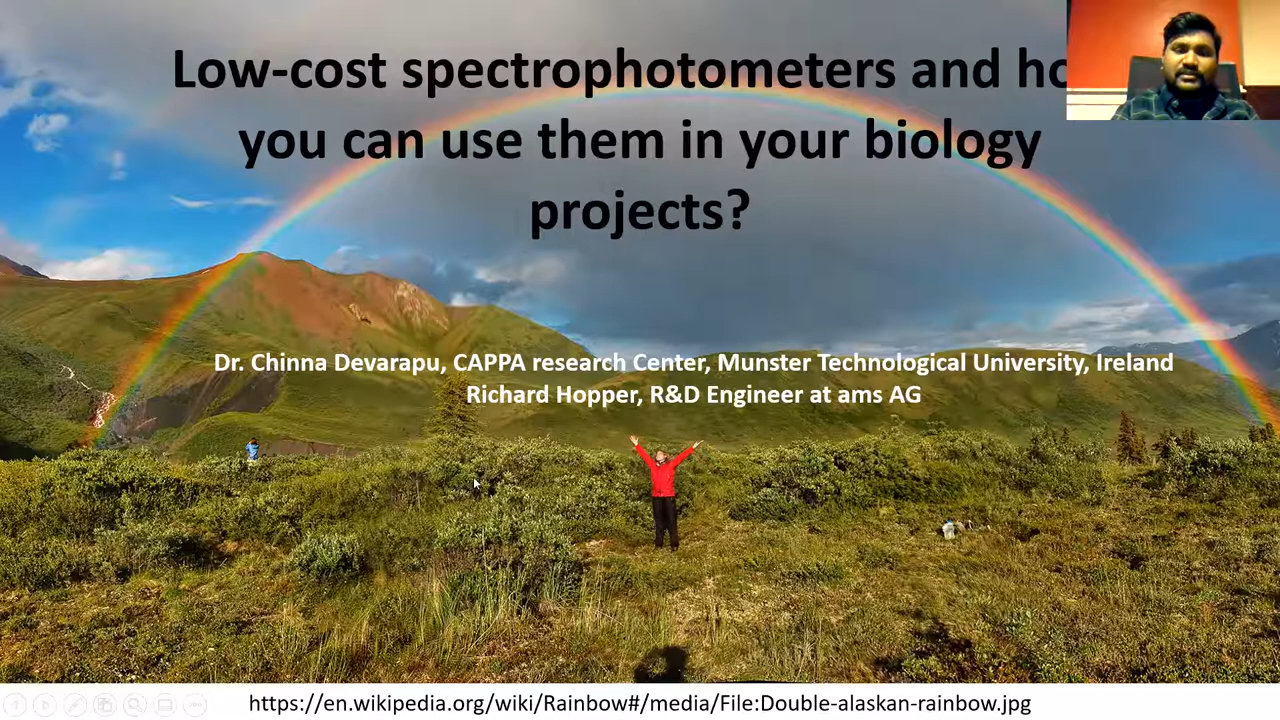 Low-cost spectrophotometers and ho
you can use them in your biology
projects?
Dr. Chinna Devarapu, CAPPA research Center, Munster Technological University, Ireland
Richard Hopper, R&D Engineer at ams AG
https://en.wikipedia.org/wiki/Rainbow#/media/File:Double-alaskan-rainbow.jpg